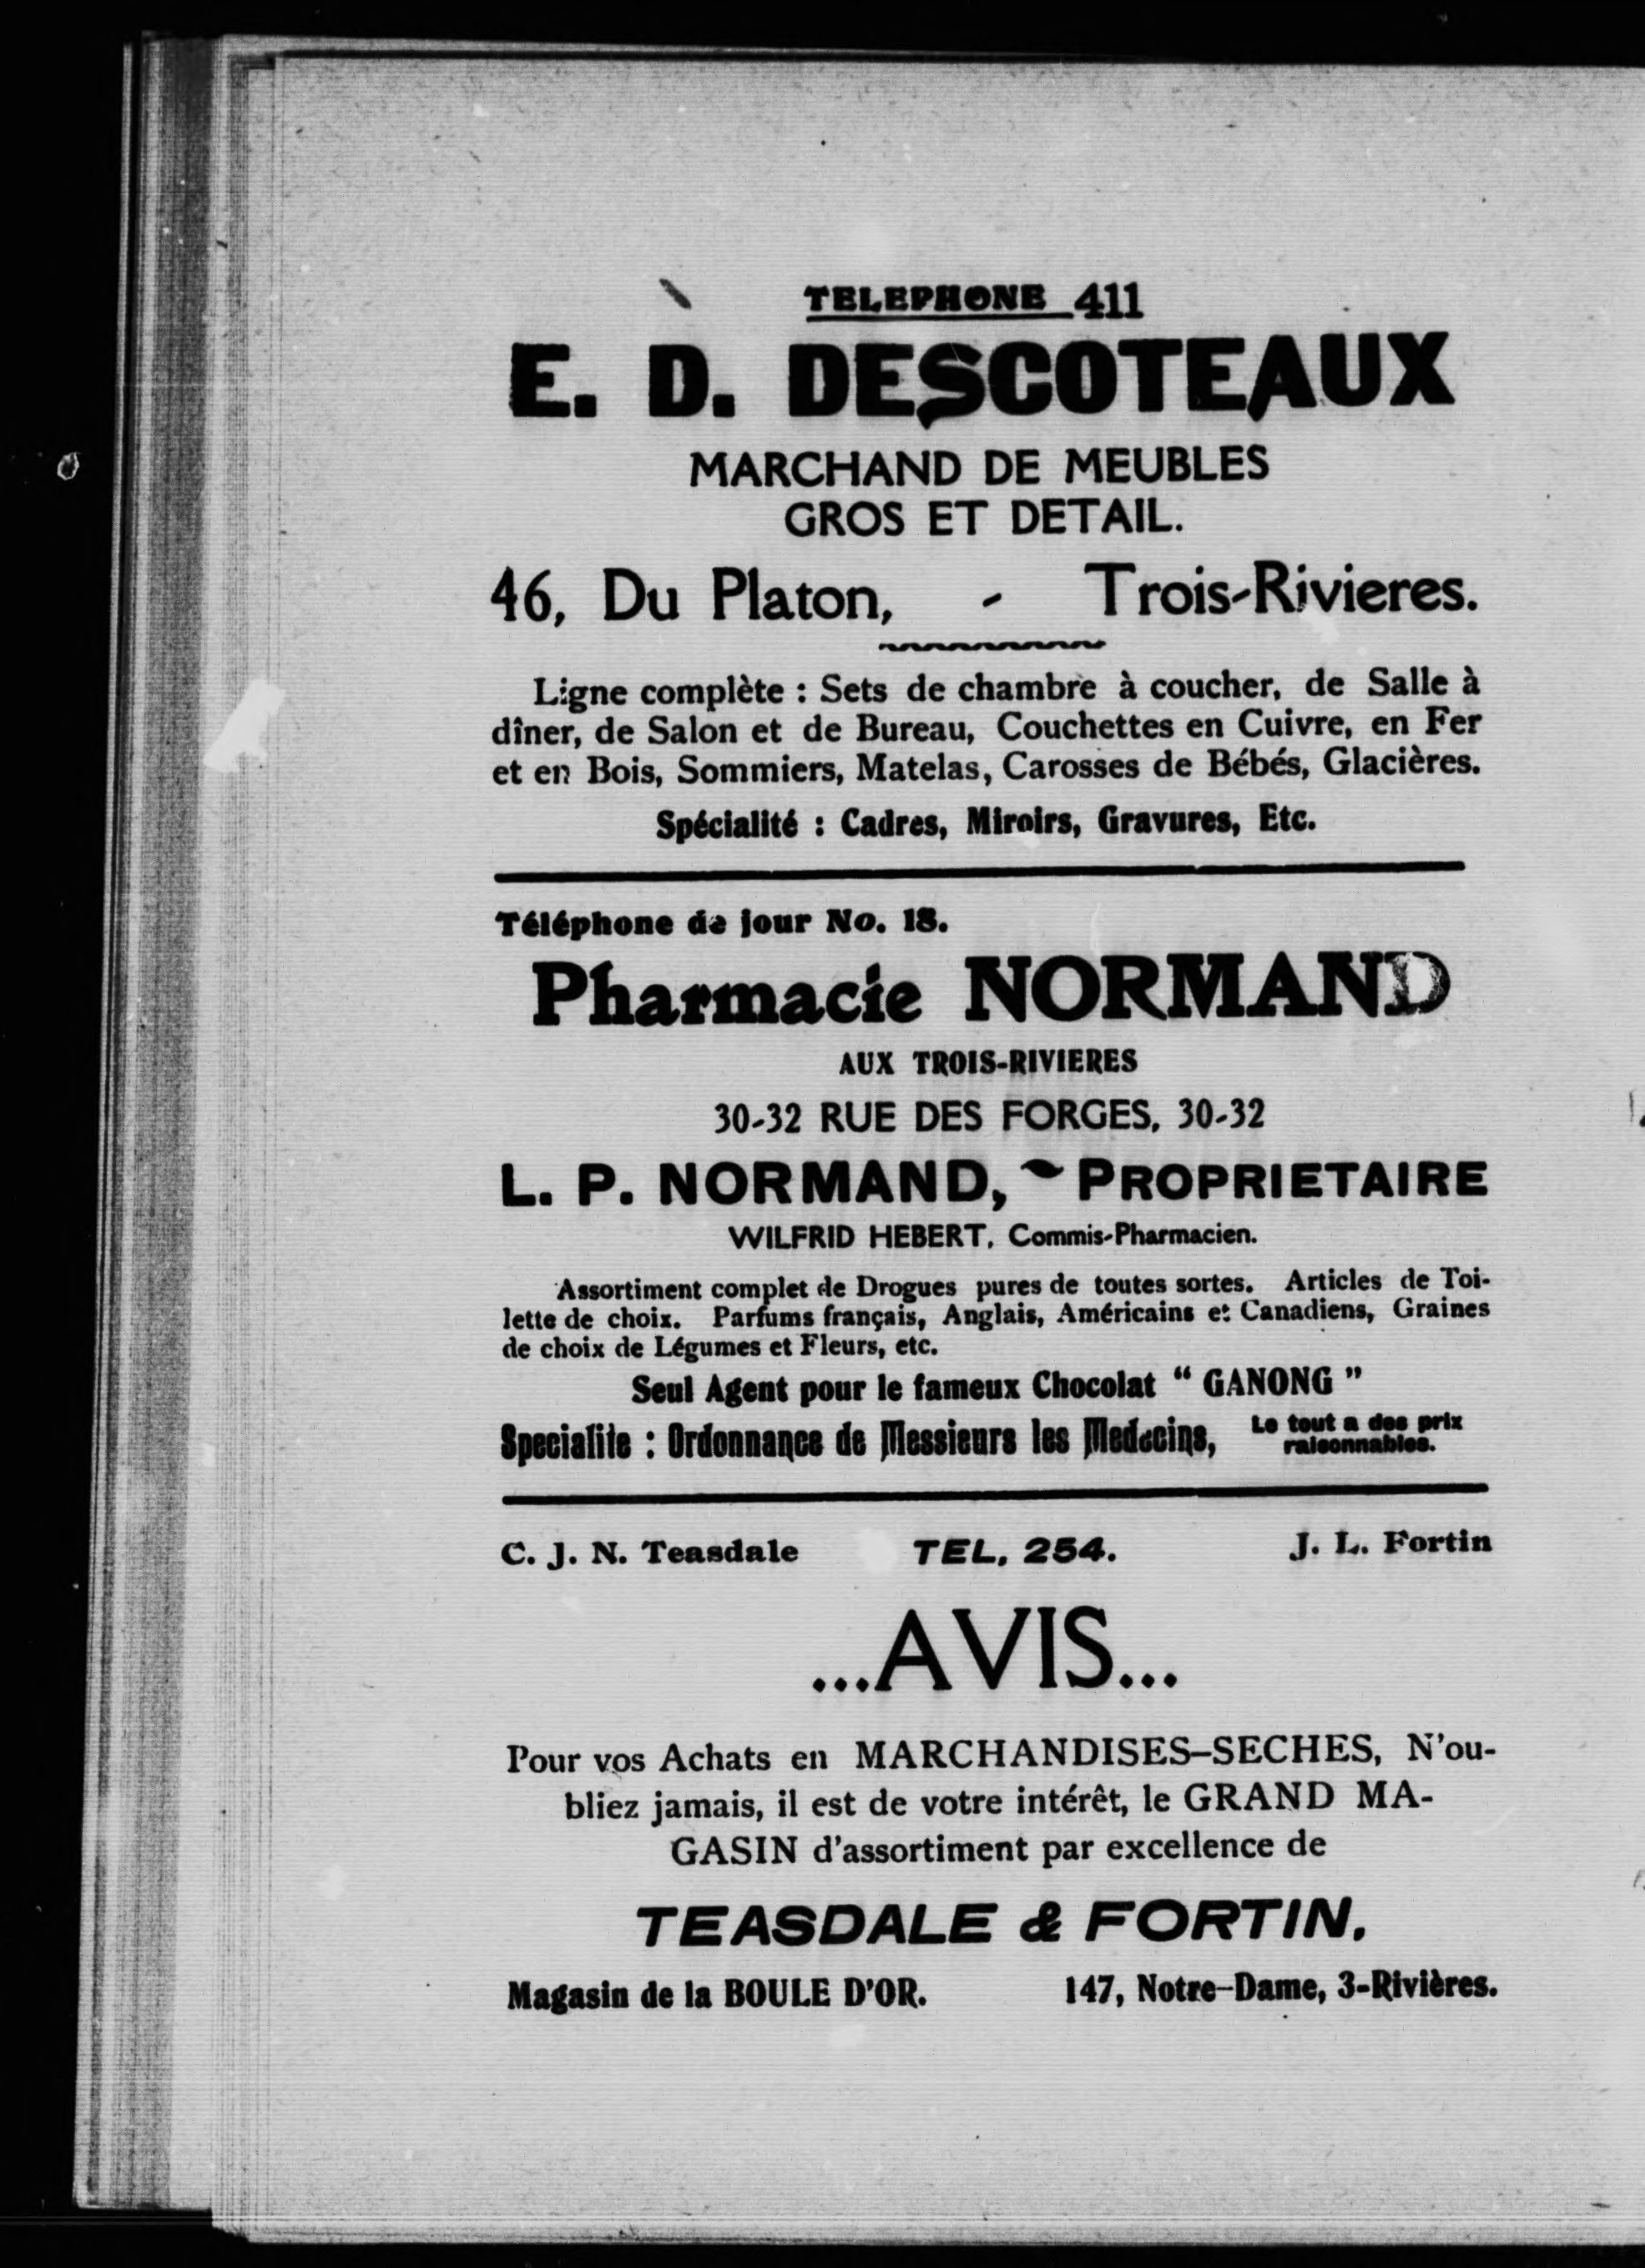 TELEPHONE 411
E. D. DESCOTEAUX
MARCHAND DE MEUBLES
GROS ET DETAIL.
46, Du Platon, - Trois-Rivieres.
Ligne complète : Sets de chambre à coucher, de Salle à
dîner, de Salon et de Bureau, Couchettes en Cuivre, en Fer
et en Bois, Sommiers, Matelas, Carosses de Bébés, Glacières.
Spécialité : Cadres, Miroirs, Gravures, Etc.
Téléphone de jour No. 18.
Pharmacie NORMAND
AUX TROIS-RIVIERES
30-32 RUE DES FORGES, 30-32
L. P. NORMAND, - PROPRIETAIRE
WILFRID HEBERT, Commis-Pharmacien.
Assortiment complet de Drogues pures de toutes sortes. Articles de Toi-
lette de choix. Parfums français, Anglais, Américains et Canadiens, Graines
de choix de Légumes et Fleurs, etc.
Seul Agent pour le fameux Chocolat “ GANONG ”
Specialite : Ordonnance de Messieurs les Medecins, Le tout a des prix
raisonnables.
C. J. N. Teasdale TEL, 254. J. L. Fortin
...AVIS...
Pour vos Achats en MARCHANDISES-SECHES, N'ou-
bliez jamais, il est de votre intérêt, le GRAND MA-
GASIN d'assortiment par excellence de
TEASDALE & FORTIN,
Magasin de la BOULE D'OR. 147, Notre-Dame, 3-Rivières.